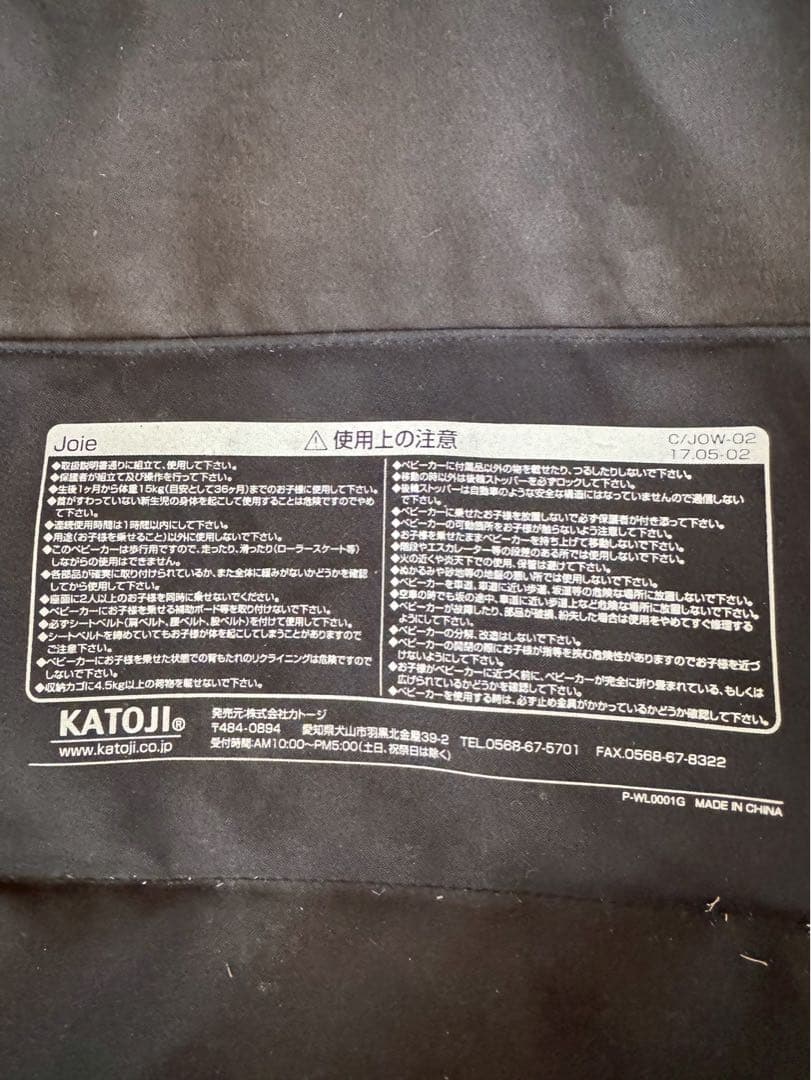 Joie
⚠使用上の注意
C/JOW-02
17.05-02
◆取扱説明書通りに組立て、使用して下さい。
◆保護者が組立て及び操作を行って下さい。
◆生後1ヶ月から体重15kg(目安として36ヶ月)までのお子様に使用して下さい。
◆首がすわっていない新生児の身体を起こして使用することは危険ですのでやめ
て下さい。
◆連続使用時間は1時間以内にして下さい。
◆用途(お子様を乗せること)以外に使用しないで下さい。
◆このベビーカーは歩行用ですので、走ったり、滑ったり(ローラースケート等)
しながらの使用はできません。
◆各部品が確実に取り付けられているか、また全体に緩みがないかどうかを確認
してから使用して下さい。
◆座面に2人以上のお子様を同時に乗せないでください。
◆ベビーカーにお子様を乗せる補助ボード等を取り付けないで下さい。
◆必ずシートベルト(肩ベルト、腰ベルト、股ベルト)を付けて使用して下さい。
◆シートベルトを締めていてもお子様が体を起こしてしまうことがありますので
ご注意下さい。
◆ベビーカーにお子様を乗せた状態での背もたれのリクライニングは危険ですので
しないで下さい。
◆収納カゴに4.5kg以上の荷物を載せないで下さい。
◆ベビーカーに付属品以外の物を載せたり、つるしたりしないで下さい。
◆移動の時以外は後輪ストッパーを必ずロックして下さい。
◆後輪ストッパーは自動車のような安全な構造にはなっていませんので過信しない
で下さい。
◆ベビーカーに乗せたお子様を放置しないで必ず保護者が付き添って下さい。
◆ベビーカーの可動箇所をお子様が触らないよう注意して下さい。
◆お子様を乗せたままベビーカーを持ち上げて移動しないで下さい。
◆階段やエスカレーター等の段差のある所では使用しないで下さい。
◆火の近くや炎天下での使用、保管は避けて下さい。
◆ぬかるみや砂地等の地盤の悪い所では使用しないで下さい。
◆ベビーカーを車道、車道に近い歩道、坂道等の危険な場所に放置しないで下さい。
◆空車の時でも坂の途中、車道に近い歩道上など危険な場所に放置しないで下さい。
◆ベビーカーが故障したり、部品が破損、紛失した場合は使用をやめてすぐ修理する
ようにして下さい。
◆ベビーカーの分解、改造はしないで下さい。
◆ベビーカーの開閉の際にお子様が指等を挟む危険性がありますのでお子様を近づ
けないようにして下さい。
◆お子様がベビーカーに近づく前に、ベビーカーが完全に折り畳まれている、もしくは
広げられているかどうかを確認して下さい。
◆ベビーカーを使用する時は、必ず止め金具がかかっているかどうか確認して下さい。
KATOJI®
www.katoji.co.jp
発売元:株式会社カトージ
〒484-0894 愛知県犬山市羽黒北金屋39-2 TEL.0568-67-5701 FAX.0568-67-8322
受付時間:AM10:00〜PM5:00(土日、祝祭日は除く)
P-WL0001G MADE IN CHINA